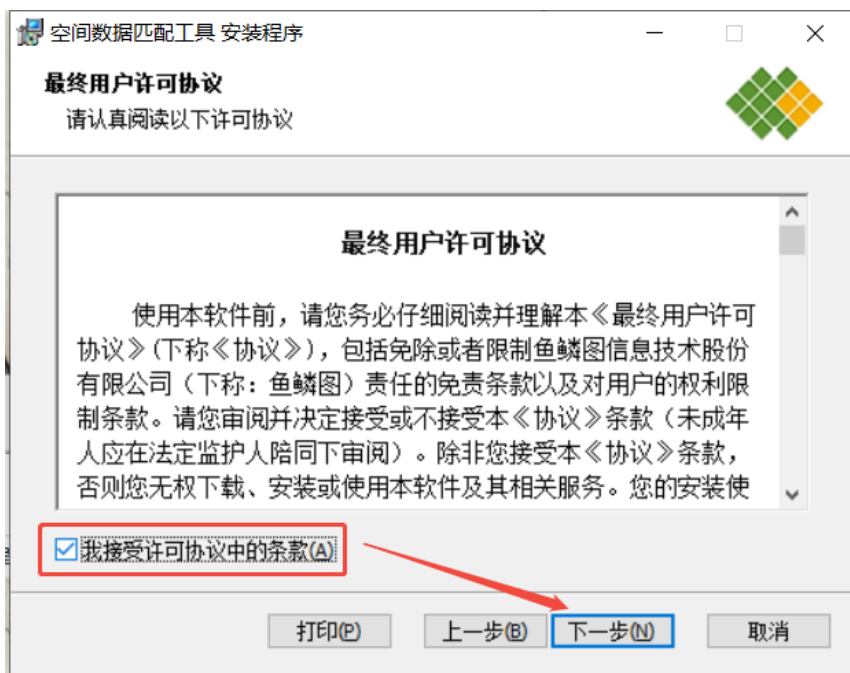 空间数据匹配工具 安装程序
最终用户许可协议
请认真阅读以下许可协议
最终用户许可协议
使用本软件前，请您务必仔细阅读并理解本《最终用户许可
协议》(下称《协议》)，包括免除或者限制鱼鳞图信息技术股份
有限公司（下称：鱼鳞图）责任的免责条款以及对用户的权利限
制条款。请您审阅并决定接受或不接受本《协议》条款（未成年
人应在法定监护人陪同下审阅）。除非您接受本《协议》条款，
否则您无权下载、安装或使用本软件及其相关服务。您的安装使
我接受许可协议中的条款(A)
打印(P)
上一步(B)
下一步(N)
取消